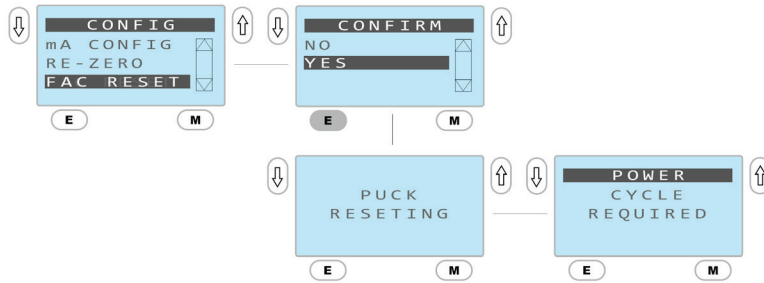 CONFIG
mA CONFIG
RE-ZERO
FAC RESET
E
M
CONFIRM
NO
YES
E
M
PUCK
RESETING
E
M
POWER
CYCLE
REQUIRED
E
M